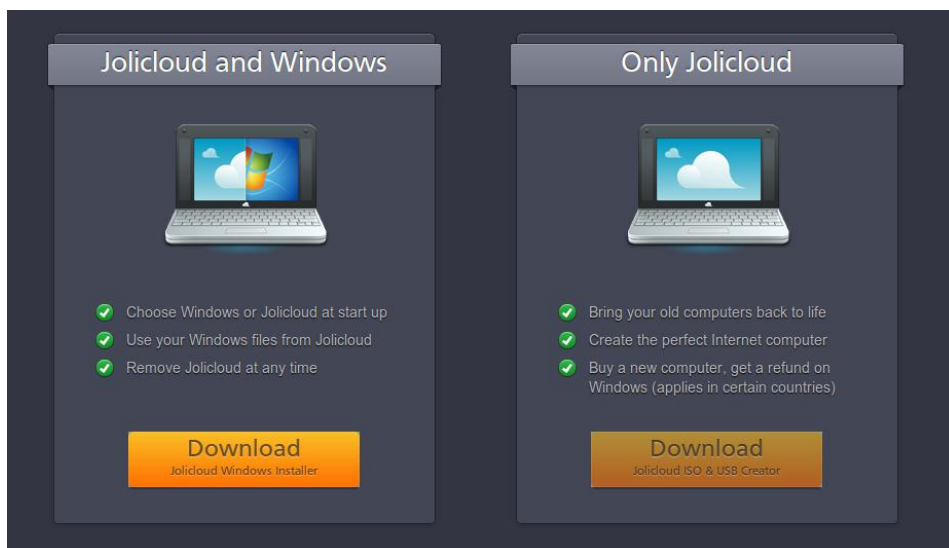 Jolicloud and Windows
Choose Windows or Jolicloud at start up
Use your Windows files from Jolicloud
Remove Jolicloud at any time
Download
Jolicloud Windows Installer
Only Jolicloud
Bring your old computers back to life
Create the perfect Internet computer
Buy a new computer, get a refund on
Windows (applies in certain countries)
Download
Jolicloud ISO & USB Creator